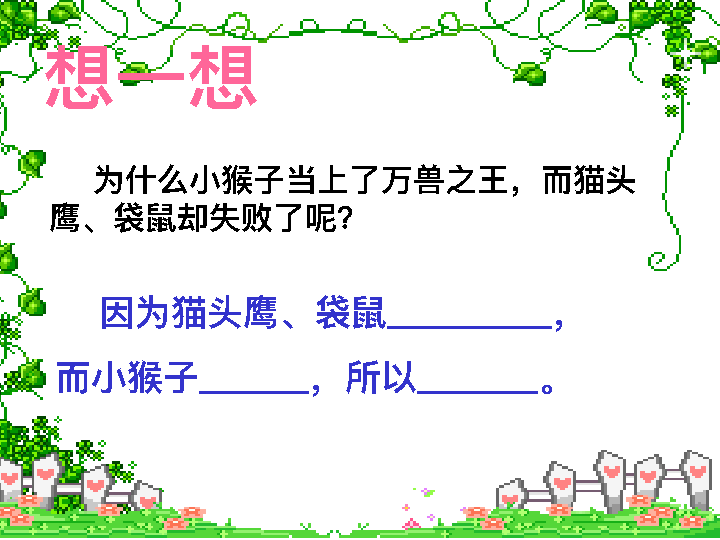 想一想
为什么小猴子当上了万兽之王，而猫头
鹰、袋鼠却失败了呢？
因为猫头鹰、袋鼠_________，
而小猴子______，所以_______。